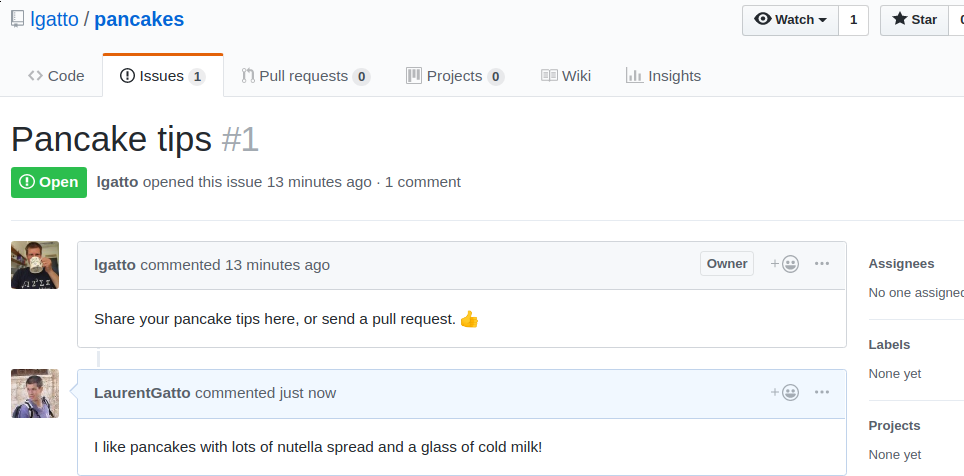 lgatto / pancakes
Watch 1 Star
Code Issues 1 Pull requests 0 Projects 0 Wiki Insights
Pancake tips #1
Open lgatto opened this issue 13 minutes ago · 1 comment
lgatto commented 13 minutes ago Owner
Share your pancake tips here, or send a pull request. 👍
LaurentGatto commented just now
I like pancakes with lots of nutella spread and a glass of cold milk!
Assignees
No one assigned
Labels
None yet
Projects
None yet